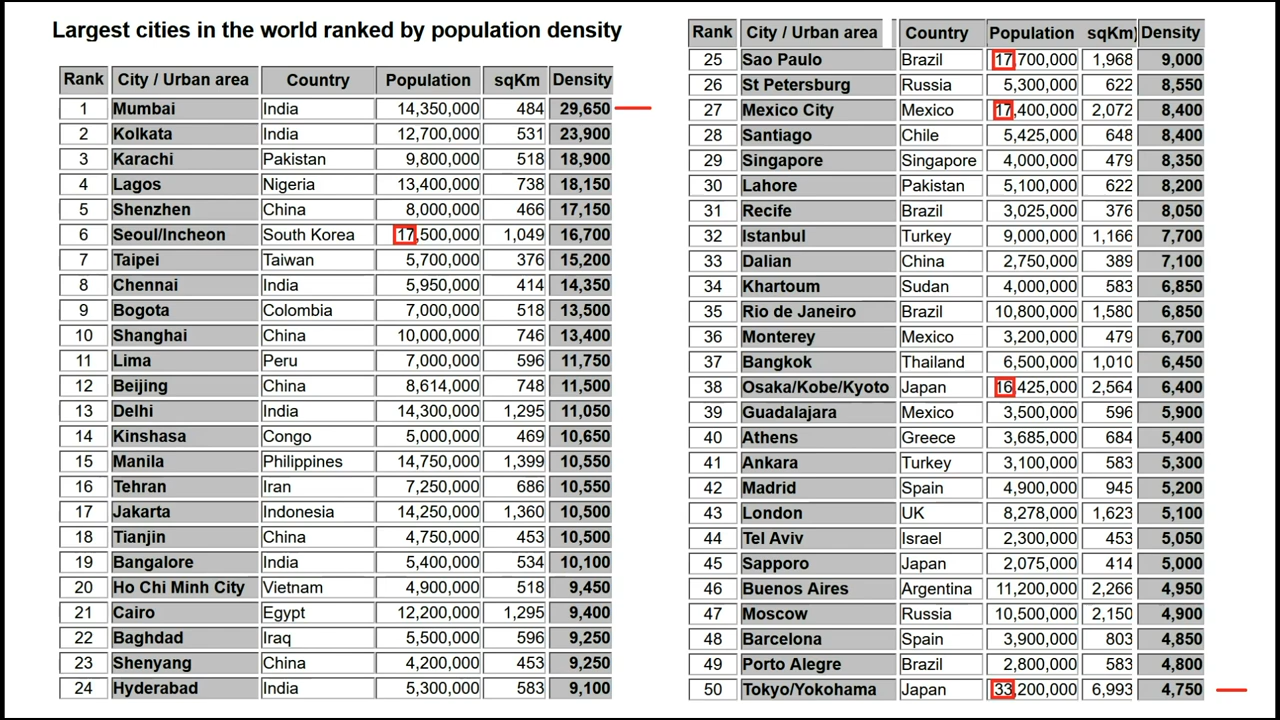 Largest cities in the world ranked by population density
Rank City / Urban area Country Population sqKm Density
1 Mumbai India 14,350,000 484 29,650
2 Kolkata India 12,700,000 531 23,900
3 Karachi Pakistan 9,800,000 518 18,900
4 Lagos Nigeria 13,400,000 738 18,150
5 Shenzhen China 8,000,000 466 17,150
6 Seoul/Incheon South Korea 17,500,000 1,049 16,700
7 Taipei Taiwan 5,700,000 376 15,200
8 Chennai India 5,950,000 414 14,350
9 Bogota Colombia 7,000,000 518 13,500
10 Shanghai China 10,000,000 746 13,400
11 Lima Peru 7,000,000 596 11,750
12 Beijing China 8,614,000 748 11,500
13 Delhi India 14,300,000 1,295 11,050
14 Kinshasa Congo 5,000,000 469 10,650
15 Manila Philippines 14,750,000 1,399 10,550
16 Tehran Iran 7,250,000 686 10,550
17 Jakarta Indonesia 14,250,000 1,360 10,500
18 Tianjin China 4,750,000 453 10,500
19 Bangalore India 5,400,000 534 10,100
20 Ho Chi Minh City Vietnam 4,900,000 518 9,450
21 Cairo Egypt 12,200,000 1,295 9,400
22 Baghdad Iraq 5,500,000 596 9,250
23 Shenyang China 4,200,000 453 9,250
24 Hyderabad India 5,300,000 583 9,100
Rank City / Urban area Country Population sqKm) Density
25 Sao Paulo Brazil 17,700,000 1,968 9,000
26 St Petersburg Russia 5,300,000 622 8,550
27 Mexico City Mexico 17,400,000 2,072 8,400
28 Santiago Chile 5,425,000 648 8,400
29 Singapore Singapore 4,000,000 479 8,350
30 Lahore Pakistan 5,100,000 622 8,200
31 Recife Brazil 3,025,000 376 8,050
32 Istanbul Turkey 9,000,000 1,166 7,700
33 Dalian China 2,750,000 389 7,100
34 Khartoum Sudan 4,000,000 583 6,850
35 Rio de Janeiro Brazil 10,800,000 1,580 6,850
36 Monterey Mexico 3,200,000 479 6,700
37 Bangkok Thailand 6,500,000 1,010 6,450
38 Osaka/Kobe/Kyoto Japan 16,425,000 2,564 6,400
39 Guadalajara Mexico 3,500,000 596 5,900
40 Athens Greece 3,685,000 684 5,400
41 Ankara Turkey 3,100,000 583 5,300
42 Madrid Spain 4,900,000 945 5,200
43 London UK 8,278,000 1,623 5,100
44 Tel Aviv Israel 2,300,000 453 5,050
45 Sapporo Japan 2,075,000 414 5,000
46 Buenos Aires Argentina 11,200,000 2,266 4,950
47 Moscow Russia 10,500,000 2,150 4,900
48 Barcelona Spain 3,900,000 803 4,850
49 Porto Alegre Brazil 2,800,000 583 4,800
50 Tokyo/Yokohama Japan 33,200,000 6,993 4,750